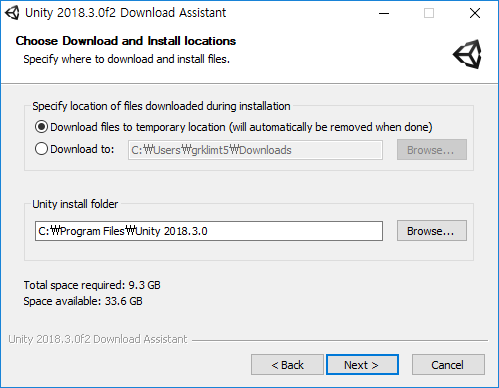 Unity 2018.3.0f2 Download Assistant
Choose Download and Install locations
Specify where to download and install files.
Specify location of files downloaded during installation
Download files to temporary location (will automatically be removed when done)
Download to: C:₩Users₩grklimt5₩Downloads Browse...
Unity install folder
C:₩Program Files₩Unity 2018.3.0 Browse...
Total space required: 9.3 GB
Space available: 33.6 GB
Unity 2018.3.0f2 Download Assistant
< Back Next > Cancel